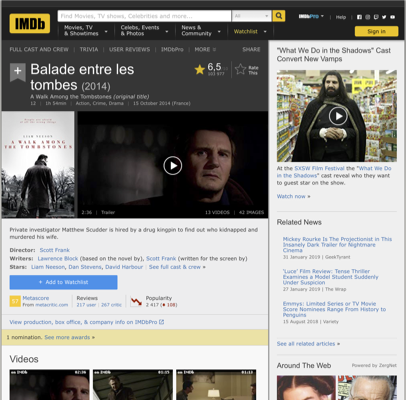 IMDb
Find Movies, TV shows, Celebrities and more...
All
IMDbPro
Help
Movies, TV
& Showtimes
Celebs, Events
& Photos
News &
Community
Watchlist
Sign in
FULL CAST AND CREW | TRIVIA | USER REVIEWS | IMDbPro | MORE
SHARE
Balade entre les
tombes (2014)
A Walk Among the Tombstones (original title)
12 | 1h 54min | Action, Crime, Drama | 15 October 2014 (France)
6,5
Rate
This
A WALK
AMONG THE
TOMBSTONES
2:36 | Trailer
13 VIDEOS | 42 IMAGES
Private investigator Matthew Scudder is hired by a drug kingpin to find out who kidnapped and
murdered his wife.
Director: Scott Frank
Writers: Lawrence Block (based on the novel by), Scott Frank (written for the screen by)
Stars: Liam Neeson, Dan Stevens, David Harbour | See full cast & crew »
+ Add to Watchlist
57
Metascore
From metacritic.com
Reviews
217 user | 267 critic
Popularity
2 417 (108)
View production, box office, & company info on IMDbPro
1 nomination. See more awards »
Videos
"What We Do in the Shadows" Cast
Convert New Vamps
At the SXSW Film Festival the "What We
Do in the Shadows" cast reveal who they want
to guest star on the show.
Watch now »
Related News
Mickey Rourke Is The Projectionist in This
Insanely Dark Trailer for Nightmare
Cinema
31 January 2019 | GeekTyrant
'Luce' Film Review: Tense Thriller
Examines a Model Student Suddenly
Under Suspicion
27 January 2019 | The Wrap
Emmys: Limited Series or TV Movie
Score Nominees Range From History to
Penguins
15 August 2018 | Variety
See all related articles »
Around The Web
Powered by ZergNet